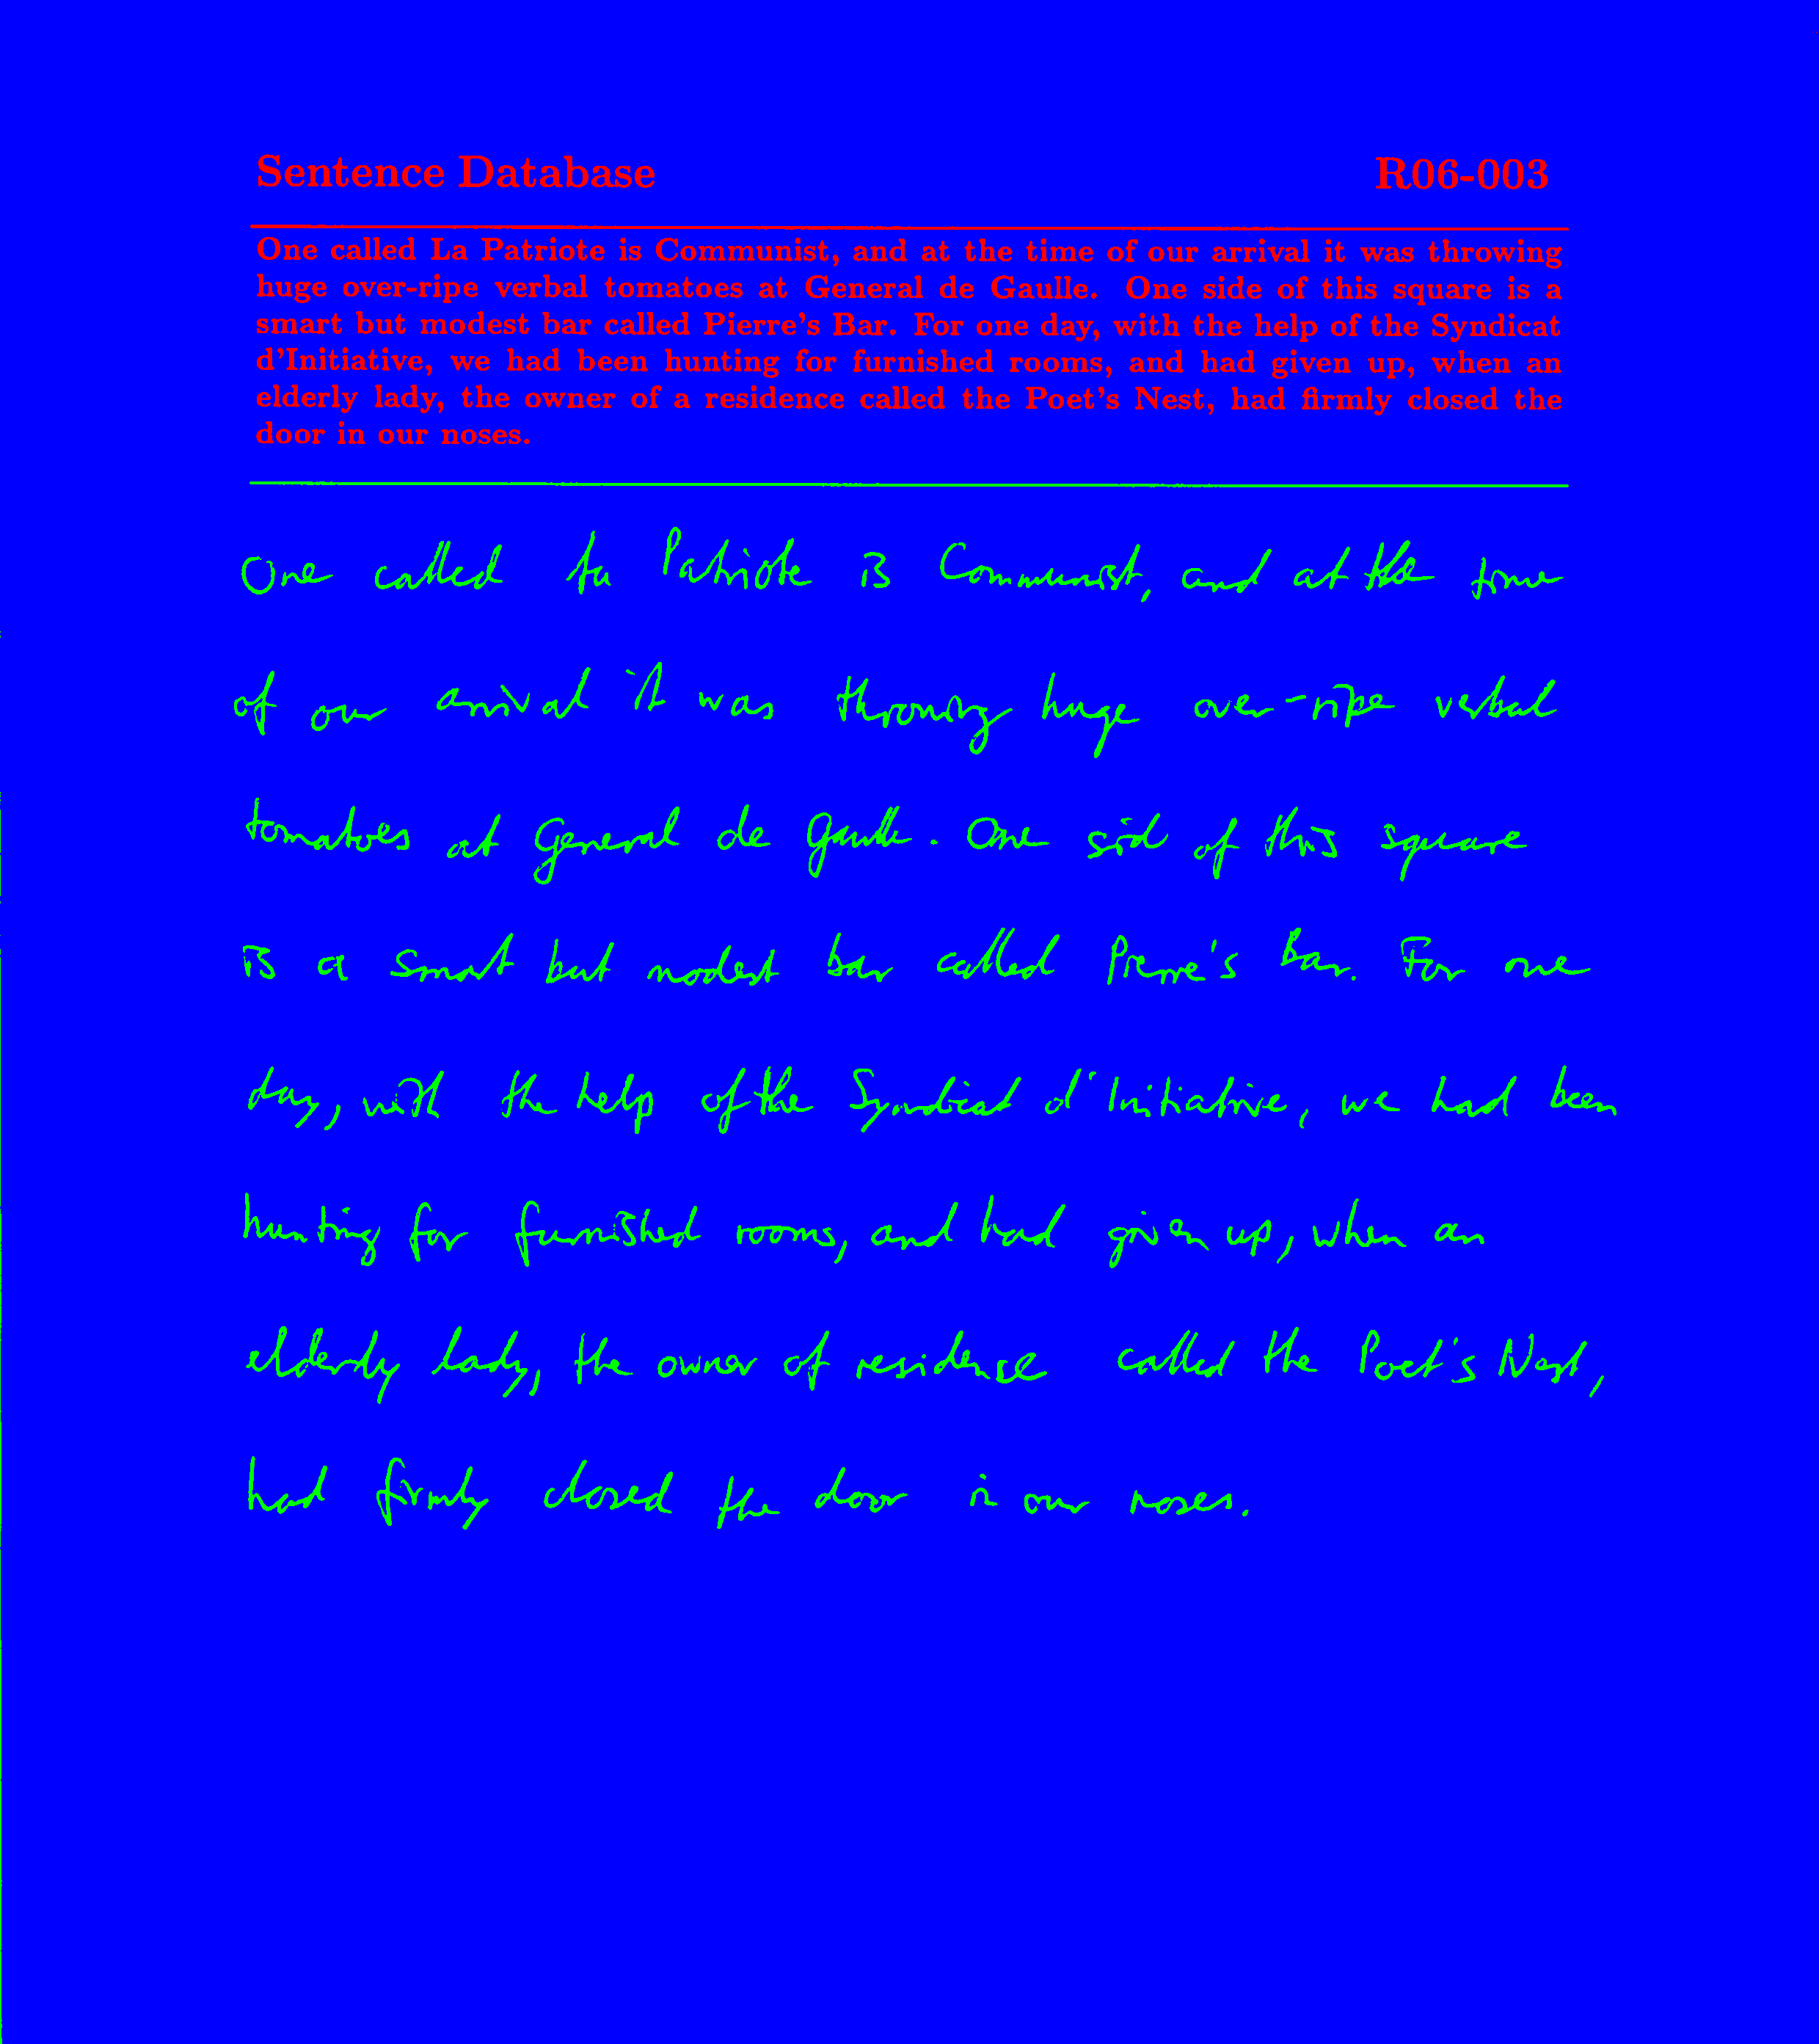 Sentence Database R06-003
One called La Patriote is Communist, and at the time of our arrival it was throwing
huge over-ripe verbal tomatoes at General de Gaulle. One side of this square is a
smart but modest bar called Pierre's Bar. For one day, with the help of the Syndicat
d'Initiative, we had been hunting for furnished rooms, and had given up, when an
elderly lady, the owner of a residence called the Poet's Nest, had firmly closed the
door in our noses.
One called La Patriote is Communist, and at the time
of our arrival it was throwing huge over-ripe verbal
tomatoes at General de Gaulle. One side of this square
is a smart but modest bar called Pierre's Bar. For one
day, with the help of the Syndicat d'Initiative, we had been
hunting for furnished rooms, and had given up, when an
elderly lady, the owner of residence called the Poet's Nest,
had firmly closed the door in our noses.